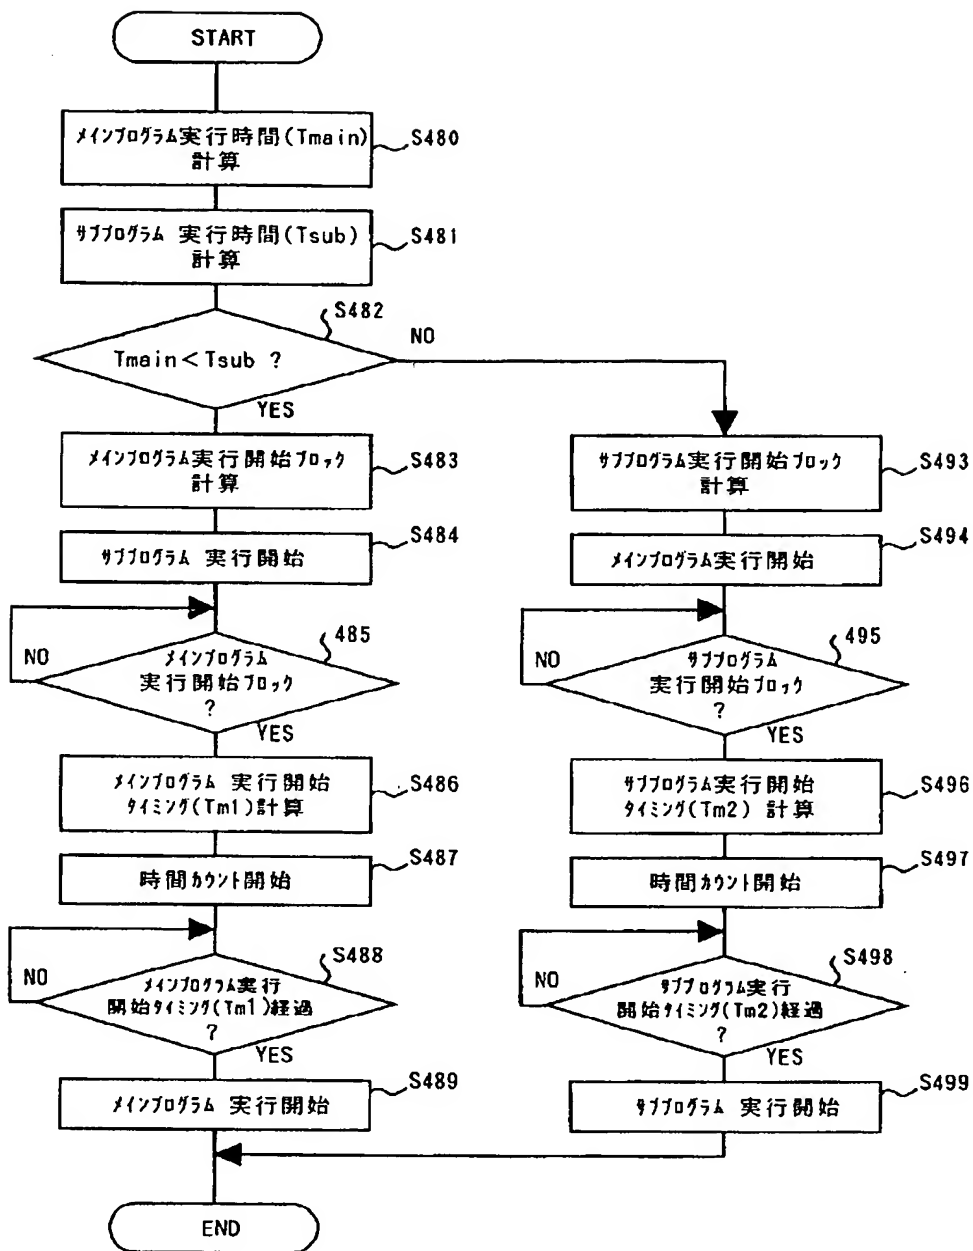 START
ﾒｲﾝﾌﾟﾛｸﾞﾗﾑ実行時間(Tmain)
計算
S480
ｻﾌﾞﾌﾟﾛｸﾞﾗﾑ 実行時間(Tsub)
計算
S481
S482
Tmain＜Tsub ?
NO
YES
ﾒｲﾝﾌﾟﾛｸﾞﾗﾑ実行開始ﾌﾞﾛｯｸ
計算
S483
ｻﾌﾞﾌﾟﾛｸﾞﾗﾑ 実行開始
S484
485
ﾒｲﾝﾌﾟﾛｸﾞﾗﾑ
実行開始ﾌﾞﾛｯｸ
?
NO
YES
ﾒｲﾝﾌﾟﾛｸﾞﾗﾑ 実行開始
ﾀｲﾐﾝｸﾞ(Tm1)計算
S486
S487
時間ｶｳﾝﾄ開始
S488
NO
ﾒｲﾝﾌﾟﾛｸﾞﾗﾑ実行
開始ﾀｲﾐﾝｸﾞ(Tm1)経過
?
YES
S489
ﾒｲﾝﾌﾟﾛｸﾞﾗﾑ 実行開始
ｻﾌﾞﾌﾟﾛｸﾞﾗﾑ実行開始ﾌﾞﾛｯｸ
計算
S493
S494
ﾒｲﾝﾌﾟﾛｸﾞﾗﾑ実行開始
495
NO
ｻﾌﾞﾌﾟﾛｸﾞﾗﾑ
実行開始ﾌﾞﾛｯｸ
?
YES
ｻﾌﾞﾌﾟﾛｸﾞﾗﾑ実行開始
ﾀｲﾐﾝｸﾞ(Tm2) 計算
S496
S497
時間ｶｳﾝﾄ開始
S498
NO
ｻﾌﾞﾌﾟﾛｸﾞﾗﾑ実行
開始ﾀｲﾐﾝｸﾞ(Tm2)経過
?
YES
S499
ｻﾌﾞﾌﾟﾛｸﾞﾗﾑ 実行開始
END